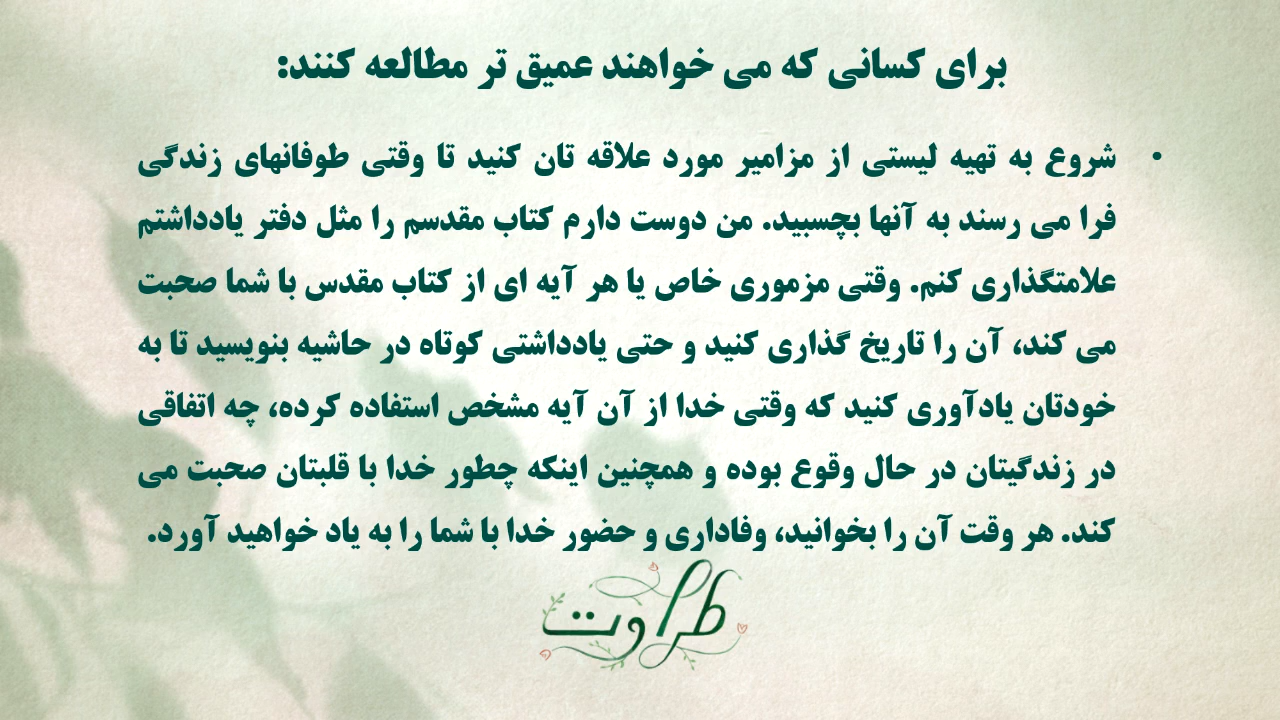 برای کسانی که می خواهند عمیق تر مطالعه کنند:
• شروع به تهیه لیستی از مزامیر مورد علاقه تان کنید تا وقتی طوفانهای زندگی
فرا می رسند به آنها بچسبید. من دوست دارم کتاب مقدسم را مثل دفتر یادداشتم
علامتگذاری کنم. وقتی مزموری خاص یا هر آیه ای از کتاب مقدس با شما صحبت
می کند، آن را تاریخ گذاری کنید و حتی یادداشتی کوتاه در حاشیه بنویسید تا به
خودتان یادآوری کنید که وقتی خدا از آن آیه مشخص استفاده کرده، چه اتفاقی
در زندگیتان در حال وقوع بوده و همچنین اینکه چطور خدا با قلبتان صحبت می
کند. هر وقت آن را بخوانید، وفاداری و حضور خدا با شما را به یاد خواهید آورد.
طراوت